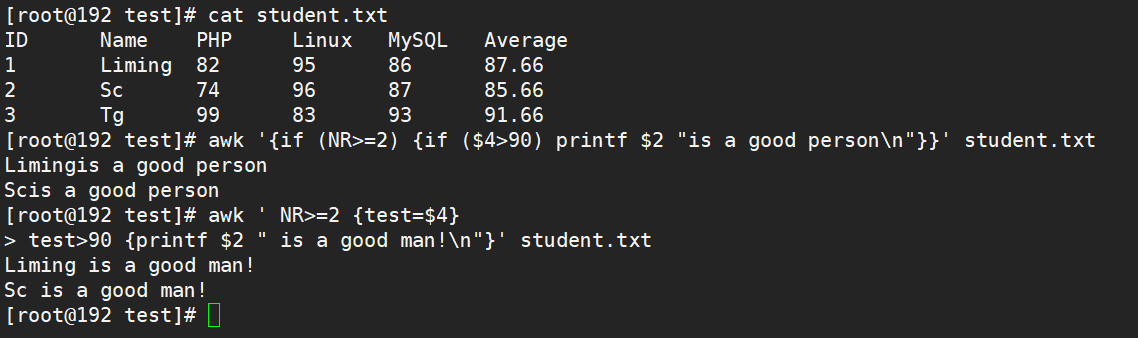 [root@192 test]# cat student.txt
ID Name PHP Linux MySQL Average
1 Liming 82 95 86 87.66
2 Sc 74 96 87 85.66
3 Tg 99 83 93 91.66
[root@192 test]# awk '{if (NR>=2) {if ($4>90) printf $2 "is a good person\n"}}' student.txt
Limingis a good person
Scis a good person
[root@192 test]# awk ' NR>=2 {test=$4}
> test>90 {printf $2 " is a good man!\n"}' student.txt
Liming is a good man!
Sc is a good man!
[root@192 test]#